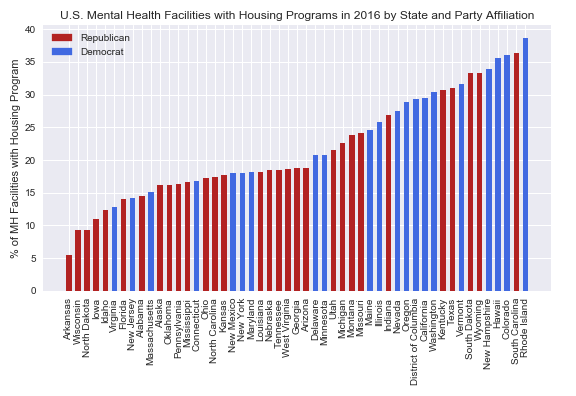 U.S. Mental Health Facilities with Housing Programs in 2016 by State and Party Affiliation
Republican
Democrat
% of MH Facilities with Housing Program
40
35
30
25
20
15
10
5
0
Arkansas
Wisconsin
North Dakota
Iowa
Idaho
Virginia
Florida
New Jersey
Alabama
Massachusetts
Alaska
Oklahoma
Pennsylvania
Mississippi
Connecticut
Ohio
North Carolina
Kansas
New Mexico
New York
Maryland
Louisiana
Nebraska
Tennessee
West Virginia
Georgia
Arizona
Delaware
Minnesota
Utah
Michigan
Montana
Missouri
Maine
Illinois
Indiana
Nevada
Oregon
District of Columbia
California
Washington
Kentucky
Texas
Vermont
South Dakota
Wyoming
New Hampshire
Hawaii
Colorado
South Carolina
Rhode Island